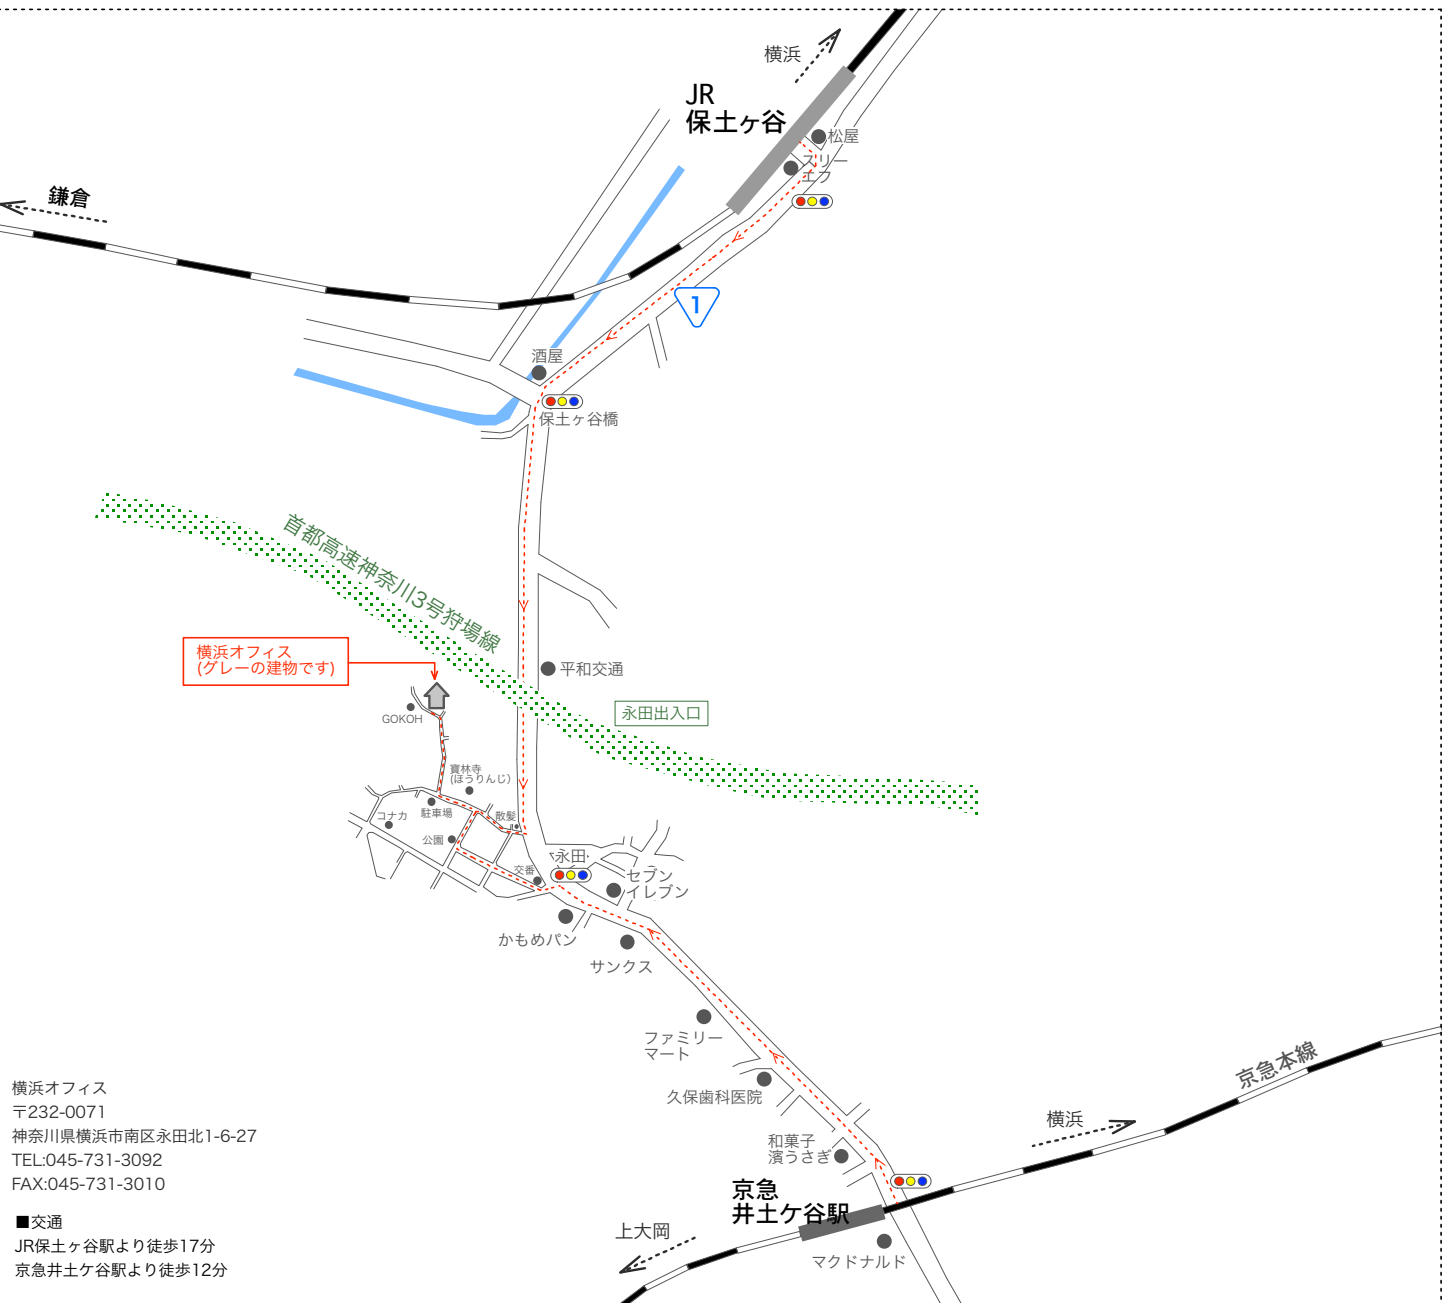 横浜
JR
保土ヶ谷
松屋
スリー
エフ
鎌倉
1
酒屋
保土ヶ谷橋
首都高速神奈川3号狩場線
横浜オフィス
(グレーの建物です)
平和交通
永田出入口
GOKOH
寶林寺
(ほうりんじ)
コナカ
駐車場
散髪
公園
永田
交番
セブン
イレブン
かもめパン
サンクス
ファミリー
マート
久保歯科医院
京急本線
横浜
和菓子
濱うさぎ
京急
井土ケ谷駅
上大岡
マクドナルド
横浜オフィス
〒232-0071
神奈川県横浜市南区永田北1-6-27
TEL:045-731-3092
FAX:045-731-3010
■交通
JR保土ヶ谷駅より徒歩17分
京急井土ケ谷駅より徒歩12分